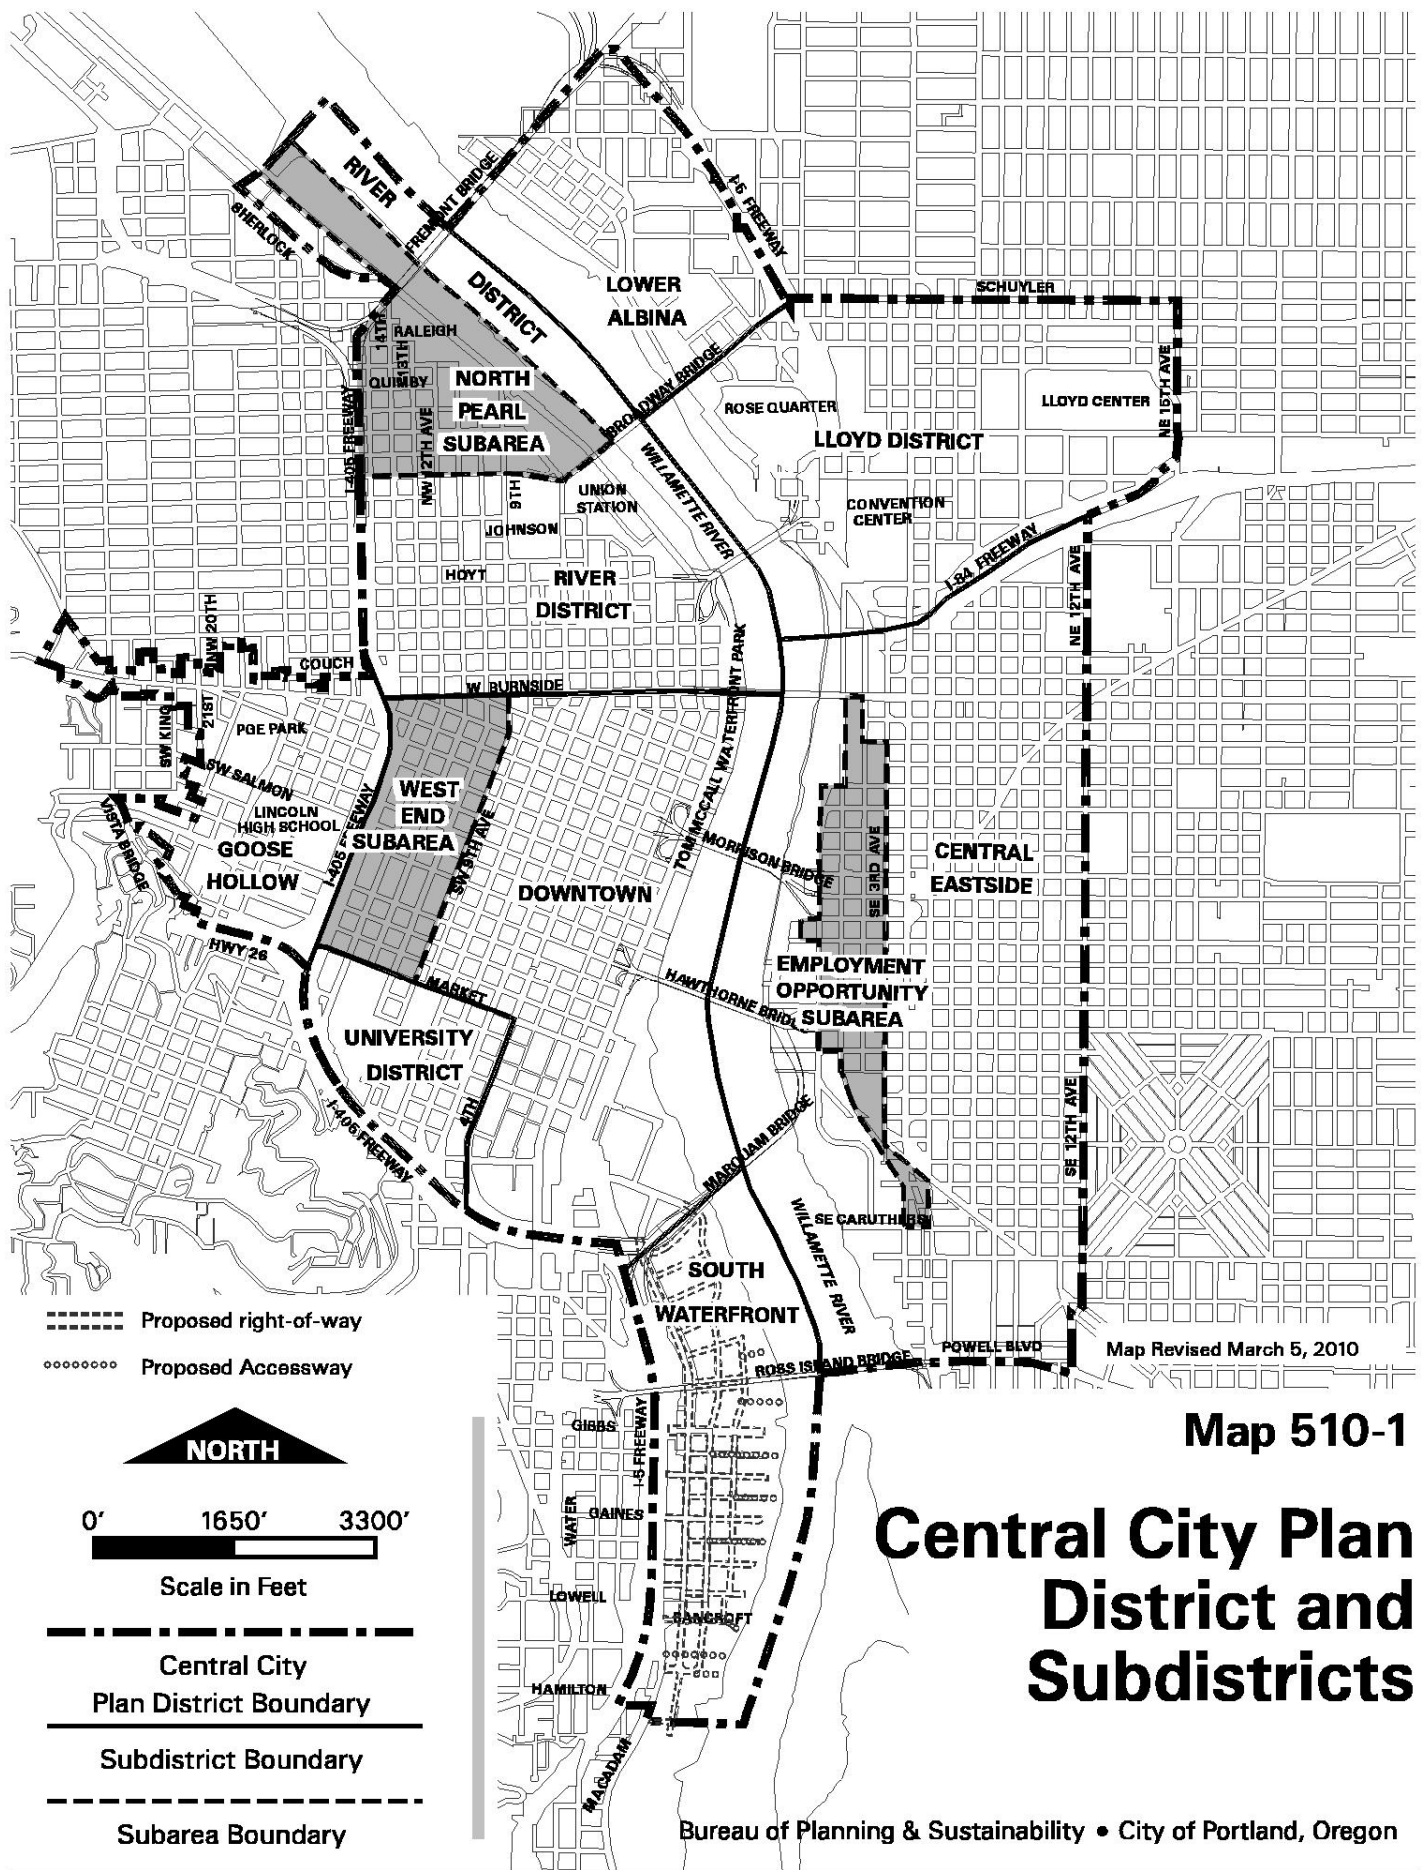 RIVER
DISTRICT
SHERLOCK
FREMONT BRIDGE
I-5 FREEWAY
LOWER
ALBINA
SCHUYLER
14TH
RALEIGH
13TH
QUIMBY
NORTH
PEARL
SUBAREA
I-405 FREEWAY
NW 12TH AVE
BROADWAY BRIDGE
ROSE QUARTER
LLOYD CENTER
NE 15TH AVE
LLOYD DISTRICT
WILLAMETTE RIVER
9TH
UNION
STATION
CONVENTION
CENTER
JOHNSON
HOYT
RIVER
DISTRICT
I-84 FREEWAY
NE 12TH AVE
NW 20TH
COUCH
W BURNSIDE
TOM MCCALL WATERFRONT PARK
SW KING
21ST
PGE PARK
SW SALMON
LINCOLN
HIGH SCHOOL
VISTA BRIDGE
GOOSE
HOLLOW
I-405 FREEWAY
WEST
END
SUBAREA
SW 9TH AVE
DOWNTOWN
MORRISON BRIDGE
SE 3RD AVE
CENTRAL
EASTSIDE
HWY 26
MARKET
HAWTHORNE BRIDGE
EMPLOYMENT
OPPORTUNITY
SUBAREA
UNIVERSITY
DISTRICT
4TH
I-405 FREEWAY
MARQUAM BRIDGE
SE 12TH AVE
WILLAMETTE RIVER
SE CARUTHERS
SOUTH
WATERFRONT
ROSS ISLAND BRIDGE
POWELL BLVD
Map Revised March 5, 2010
GIBBS
I-5 FREEWAY
WATER
GAINES
LOWELL
BANCROFT
HAMILTON
MACADAM
Proposed right-of-way
Proposed Accessway
NORTH
0' 1650' 3300'
Scale in Feet
Central City
Plan District Boundary
Subdistrict Boundary
Subarea Boundary
Map 510-1
Central City Plan
District and
Subdistricts
Bureau of Planning & Sustainability • City of Portland, Oregon